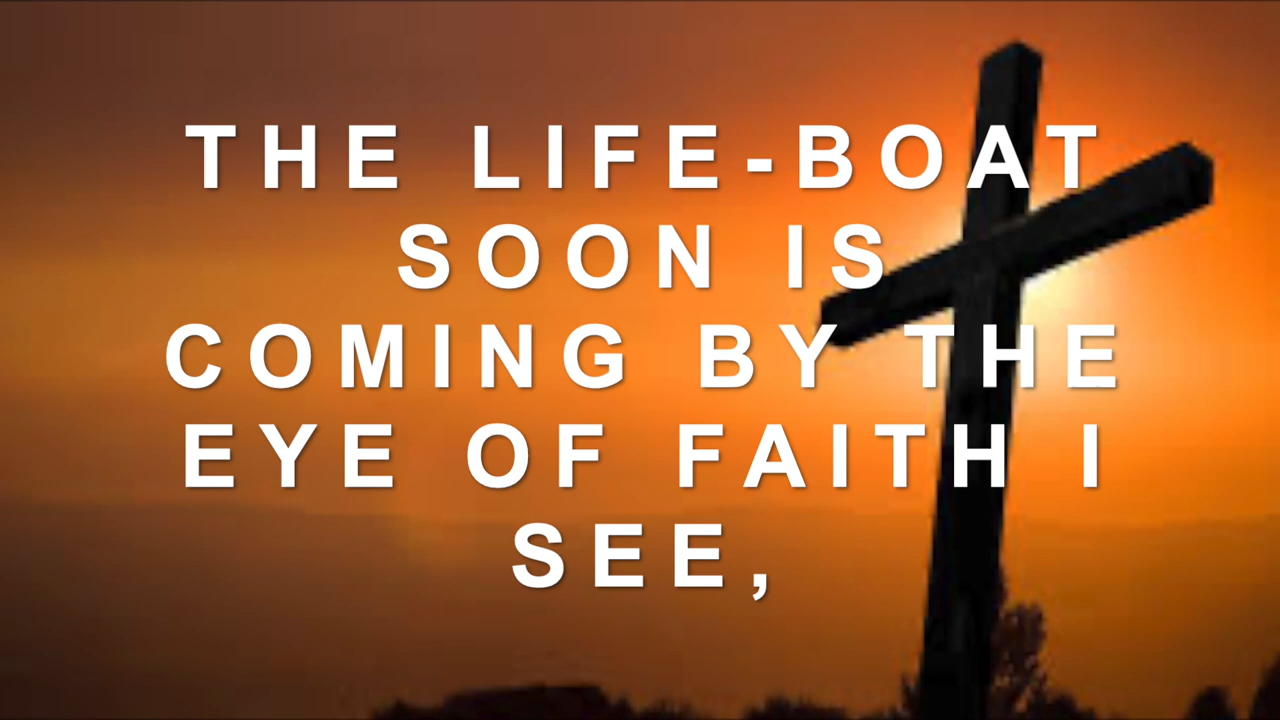 THE LIFE-BOAT
SOON IS
COMING BY THE
EYE OF FAITH I
SEE,